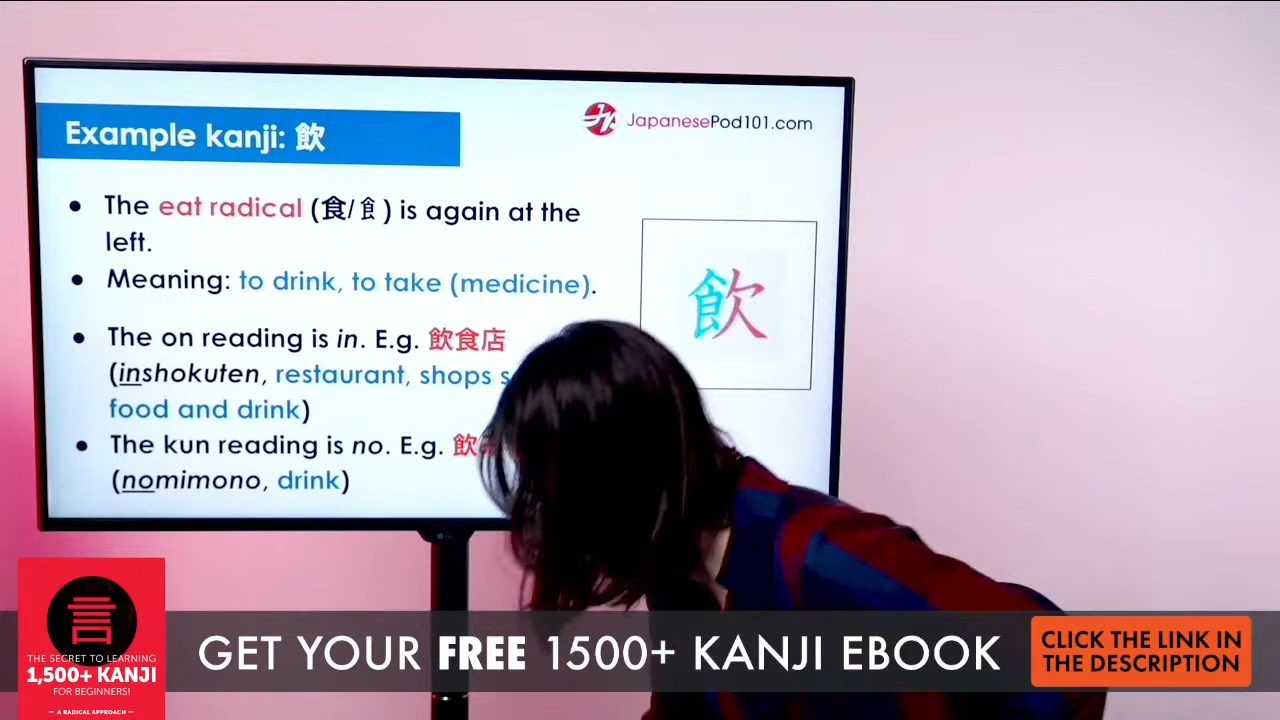 Example kanji: 飲
JapanesePod101.com
● The eat radical (食/飠) is again at the
left.
● Meaning: to drink, to take (medicine).
● The on reading is in. E.g. 飲食店
(inshokuten, restaurant, shops
food and drink)
● The kun reading is no. E.g. 飲
(nomimono, drink)
飲
言
THE SECRET TO LEARNING
1,500+ KANJI
FOR BEGINNERS!
— A RADICAL APPROACH —
GET YOUR FREE 1500+ KANJI EBOOK
CLICK THE LINK IN
THE DESCRIPTION